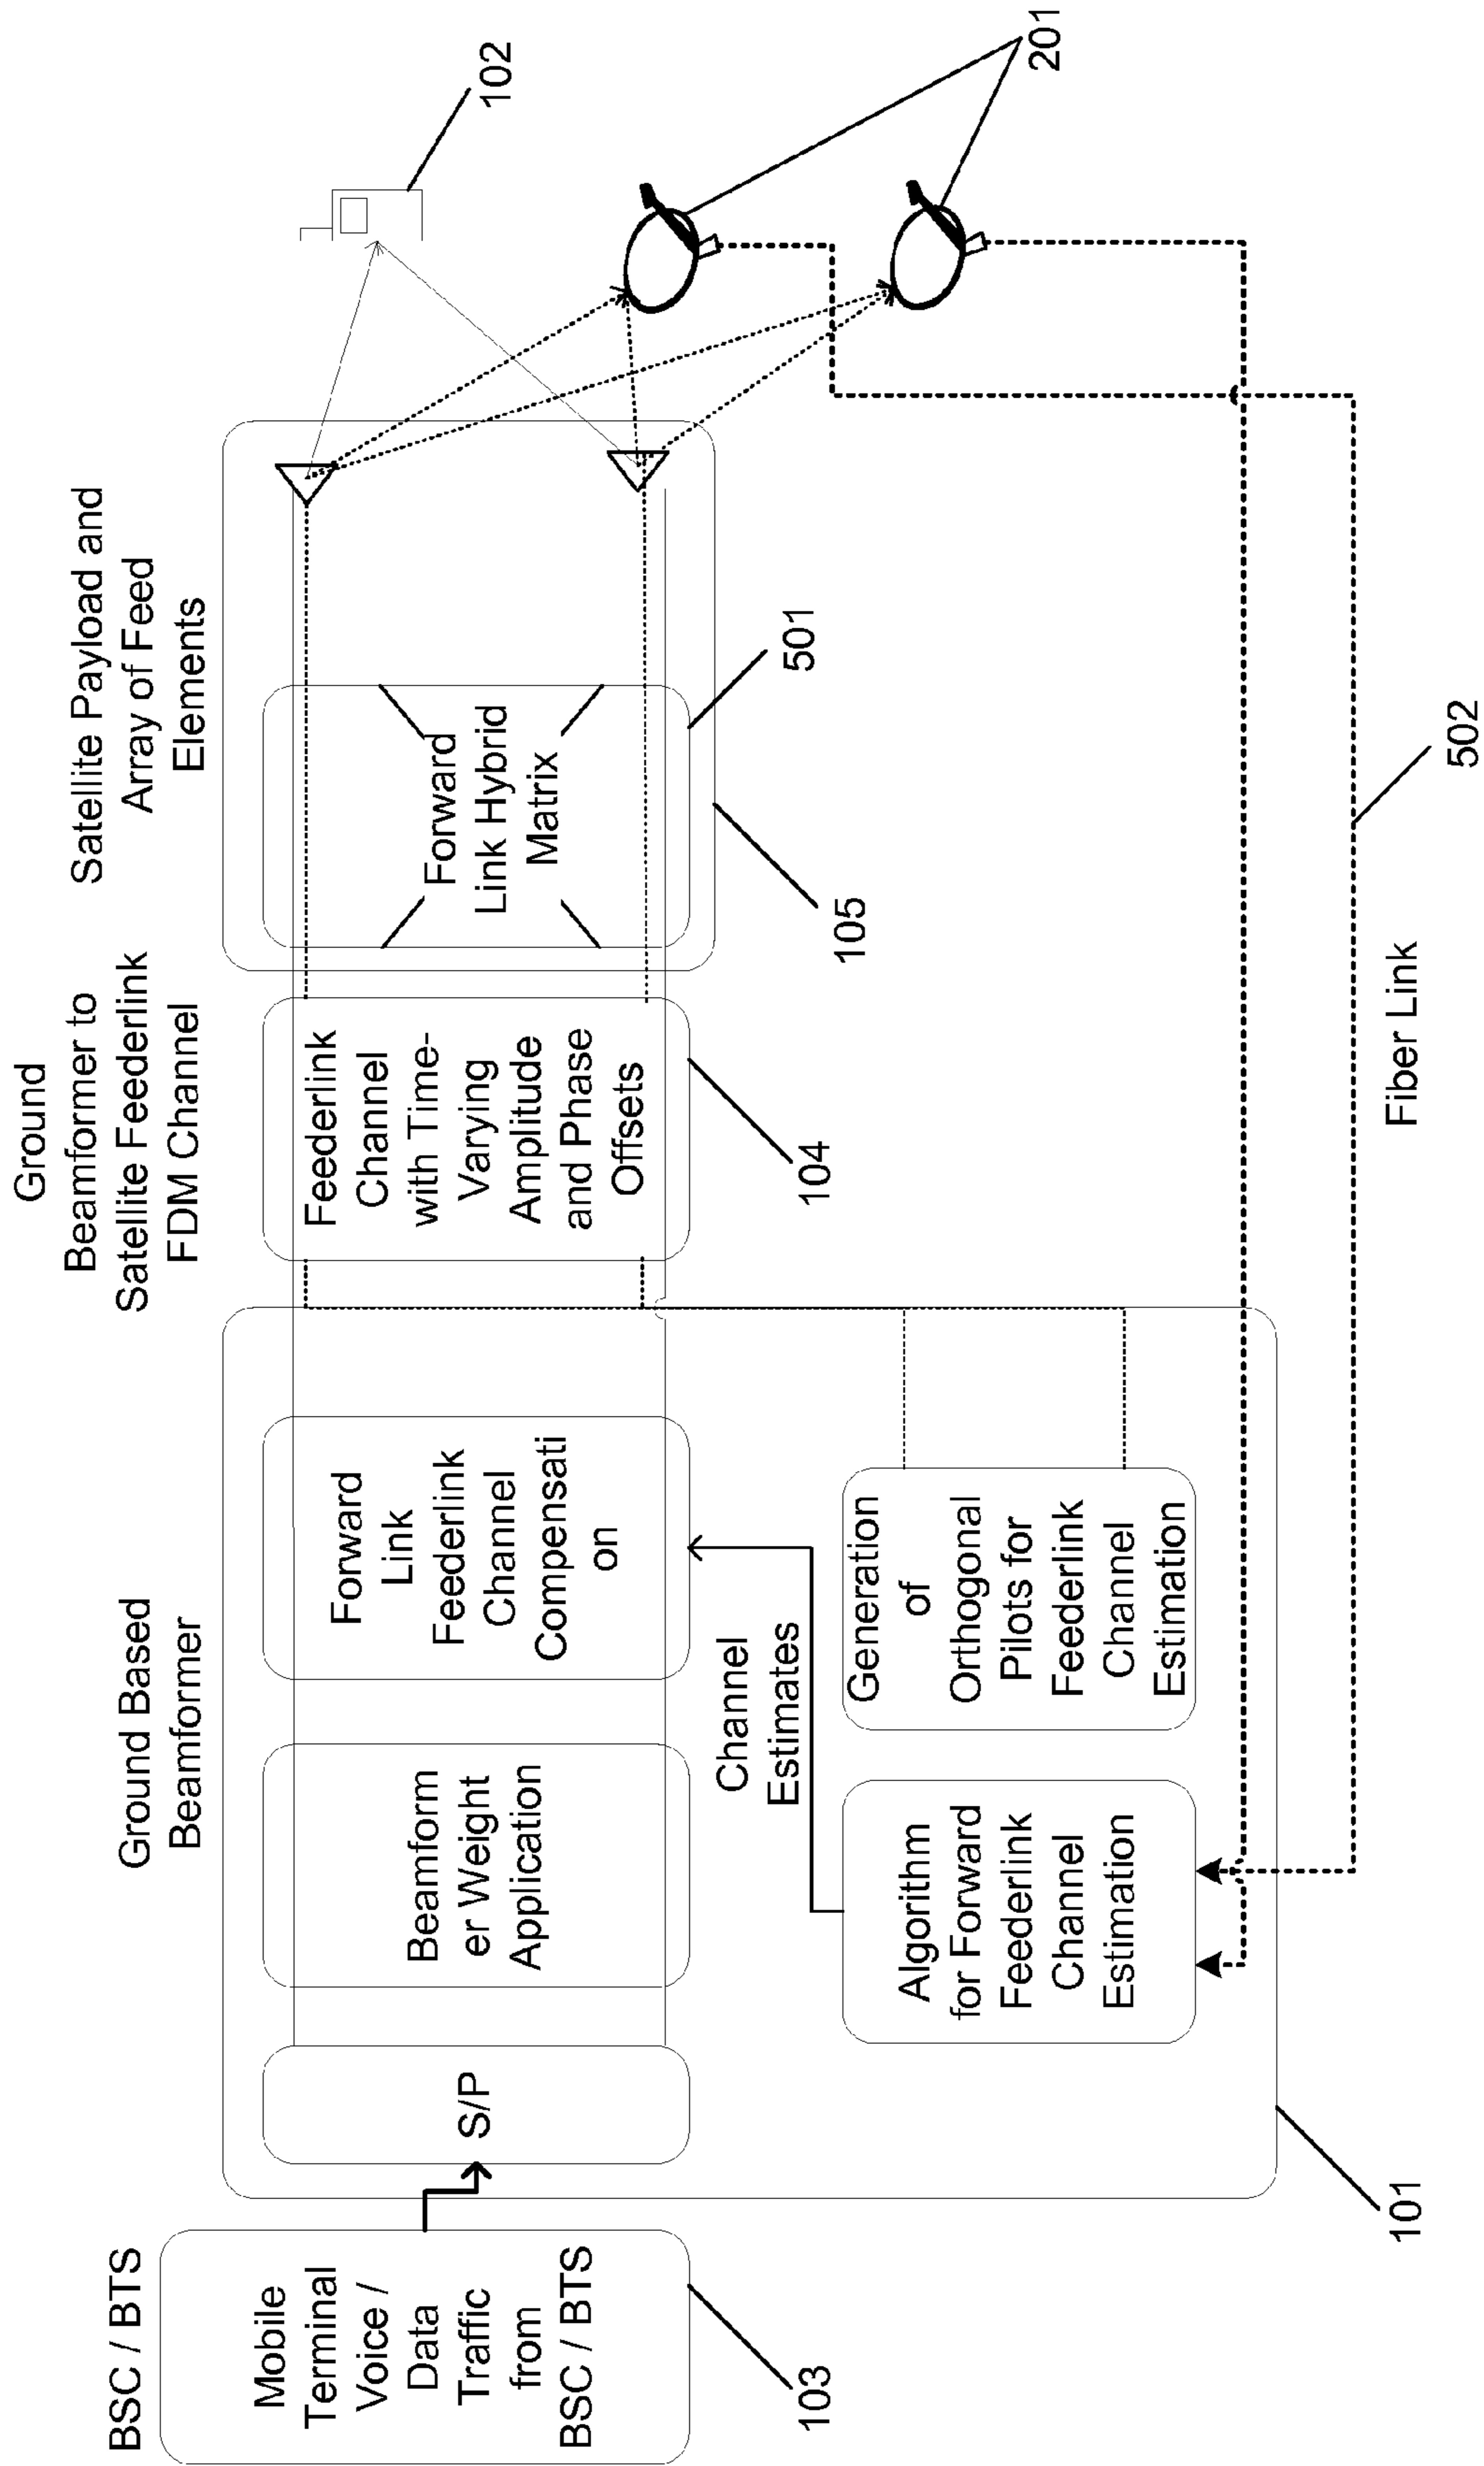 BSC / BTS
Mobile
Terminal
Voice /
Data
Traffic
from
BSC / BTS
103
Ground Based
Beamformer
S/P
Beamform
er Weight
Application
Forward
Link
Feederlink
Channel
Compensati
on
Channel
Estimates
Algorithm
for Forward
Feederlink
Channel
Estimation
Generation
of
Orthogonal
Pilots for
Feederlink
Channel
Estimation
101
Ground
Beamformer to
Satellite Feederlink
FDM Channel
Feederlink
Channel
with Time-
Varying
Amplitude
and Phase
Offsets
104
Satellite Payload and
Array of Feed
Elements
Forward
Link Hybrid
Matrix
105
501
102
201
Fiber Link
502